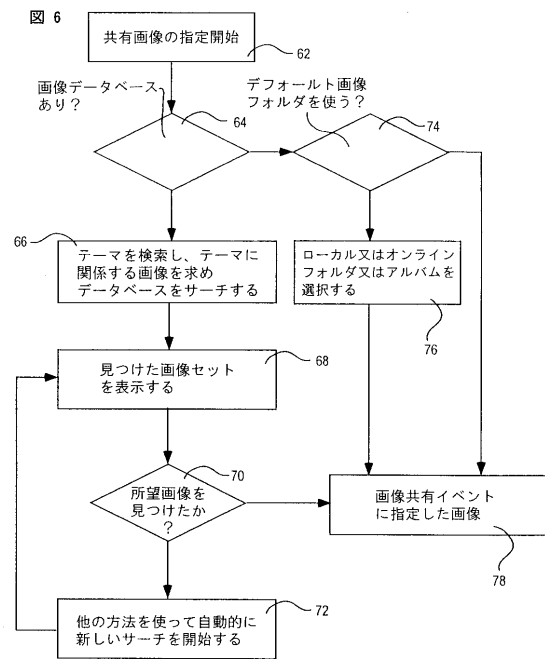 図 6
共有画像の指定開始
62
画像データベース
あり？
64
デフォールト画像
フォルダを使う？
74
66
テーマを検索し、テーマに
関係する画像を求め
データベースをサーチする
ローカル又はオンライン
フォルダ又はアルバムを
選択する
76
見つけた画像セット
を表示する
68
所望画像を
見つけたか
？
70
画像共有イベント
に指定した画像
78
他の方法を使って自動的に
新しいサーチを開始する
72